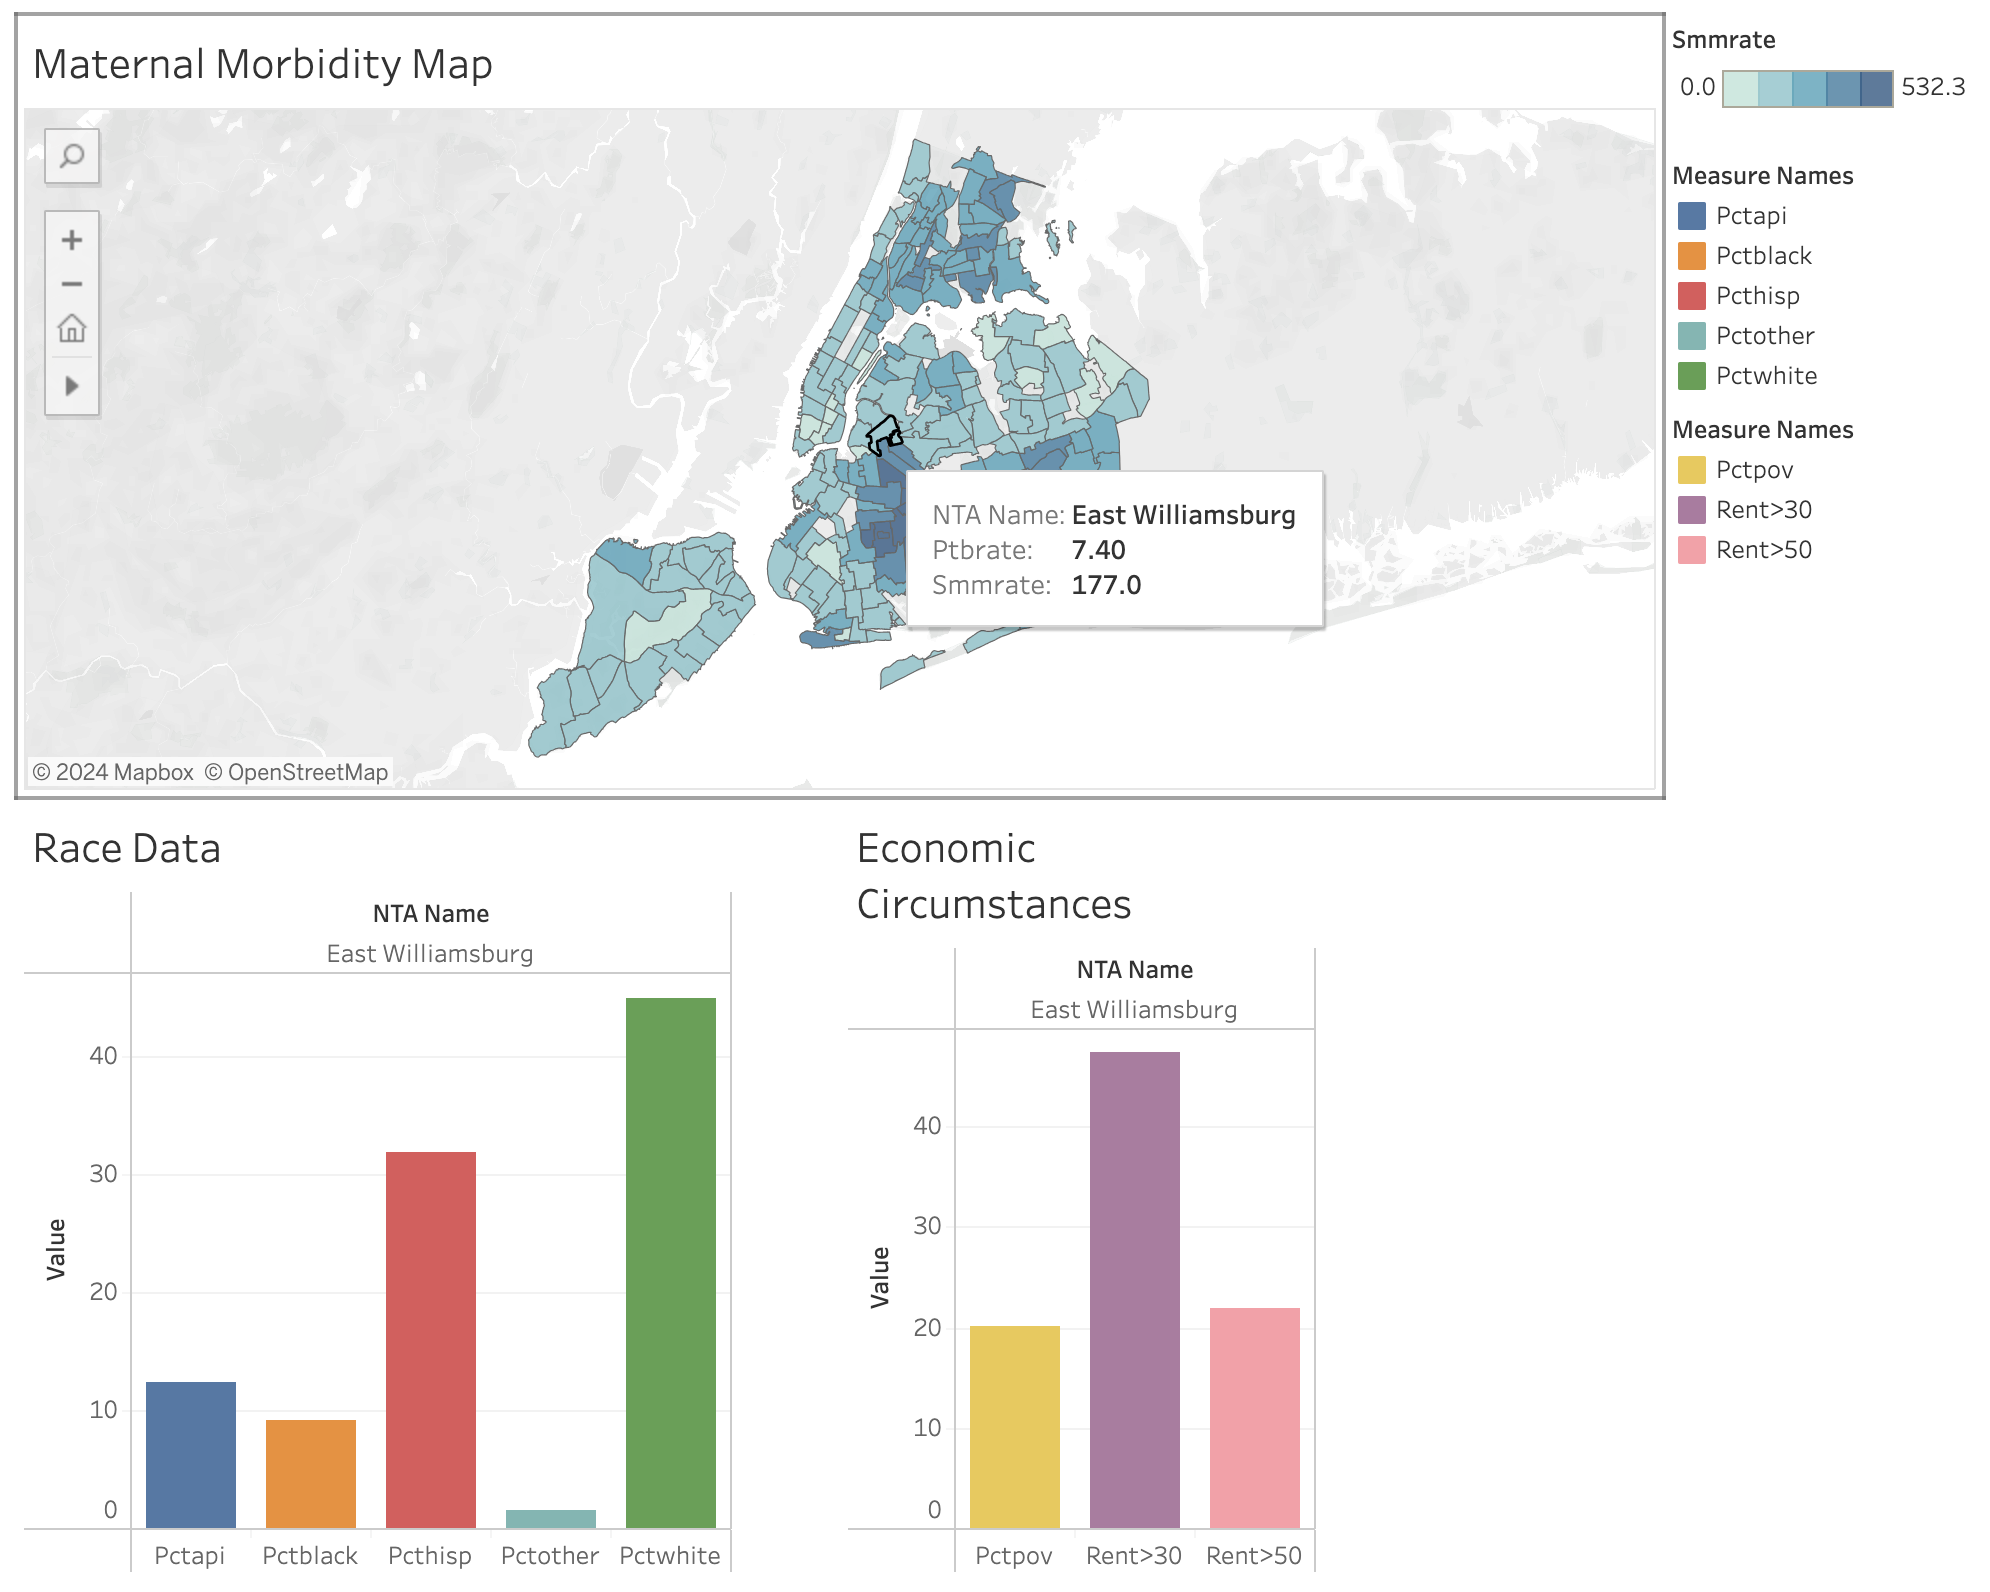 Maternal Morbidity Map
© 2024 Mapbox © OpenStreetMap
NTA Name: East Williamsburg
Ptbrate: 7.40
Smmrate: 177.0
Smmrate
0.0 532.3
Measure Names
Pctapi
Pctblack
Pcthisp
Pctother
Pctwhite
Measure Names
Pctpov
Rent>30
Rent>50
Race Data
NTA Name
East Williamsburg
Value
40
30
20
10
0
Pctapi Pctblack Pcthisp Pctother Pctwhite
Economic
Circumstances
NTA Name
East Williamsburg
Value
40
30
20
10
0
Pctpov Rent>30 Rent>50